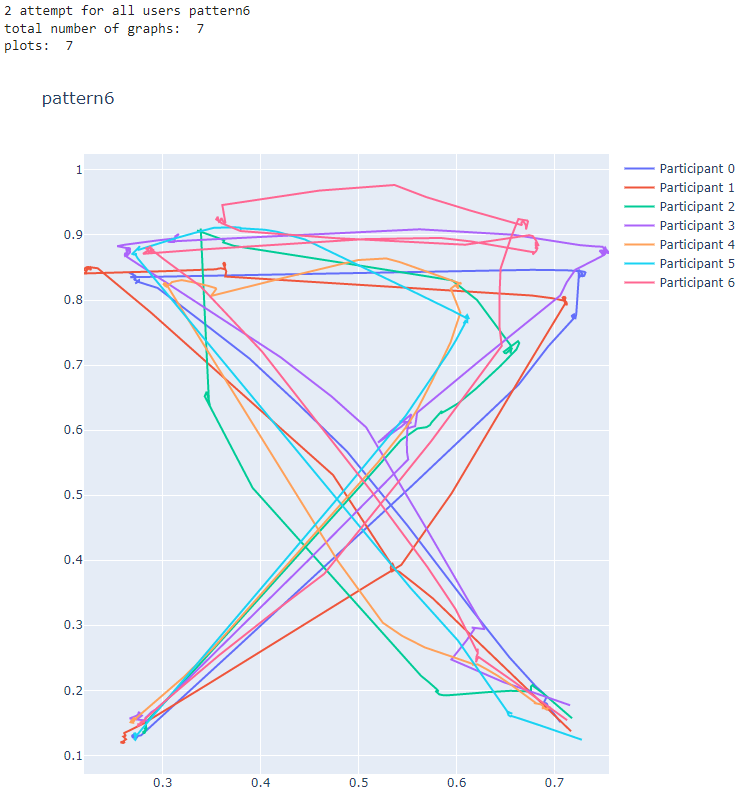 2 attempt for all users pattern6
total number of graphs:  7
plots:  7
pattern6
1
0.9
0.8
0.7
0.6
0.5
0.4
0.3
0.2
0.1
0.3 0.4 0.5 0.6 0.7
Participant 0
Participant 1
Participant 2
Participant 3
Participant 4
Participant 5
Participant 6